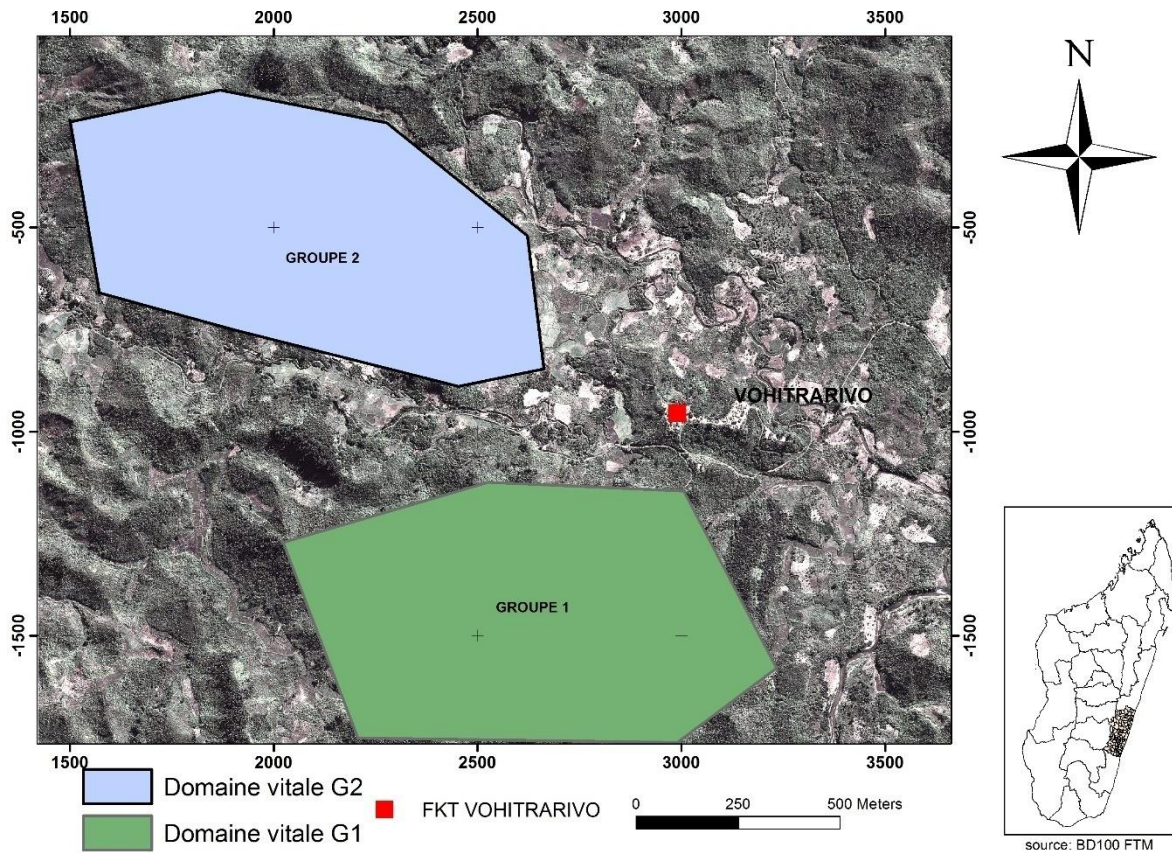 1500 2000 2500 3000 3500
N
-500 -500
GROUPE 2
VOHITRARIVO
-1000 -1000
GROUPE 1
-1500 -1500
1500 2000 2500 3000 3500
Domaine vitale G2
FKT VOHITRARIVO
0 250 500 Meters
Domaine vitale G1
source: BD100 FTM